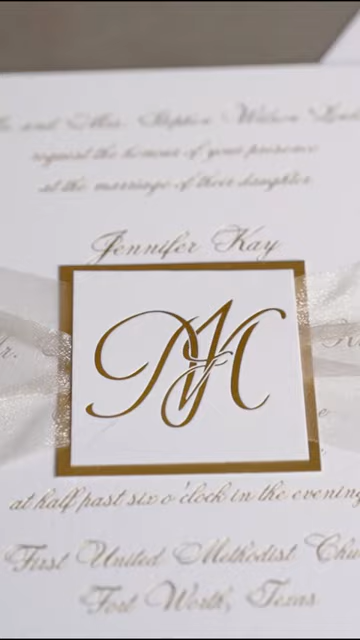 and Mrs. Stephen Wilson
request the honour of your presence
at the marriage of their daughter
Jennifer Kay
Mr.
at half past six o'clock in the evening
First United Methodist Chu
Fort Worth, Texas